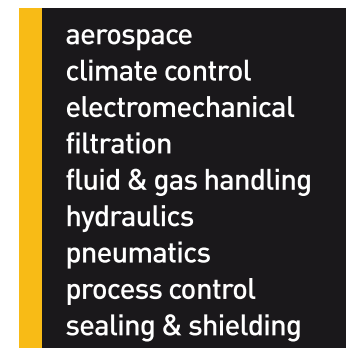 aerospace
climate control
electromechanical
filtration
fluid & gas handling
hydraulics
pneumatics
process control
sealing & shielding